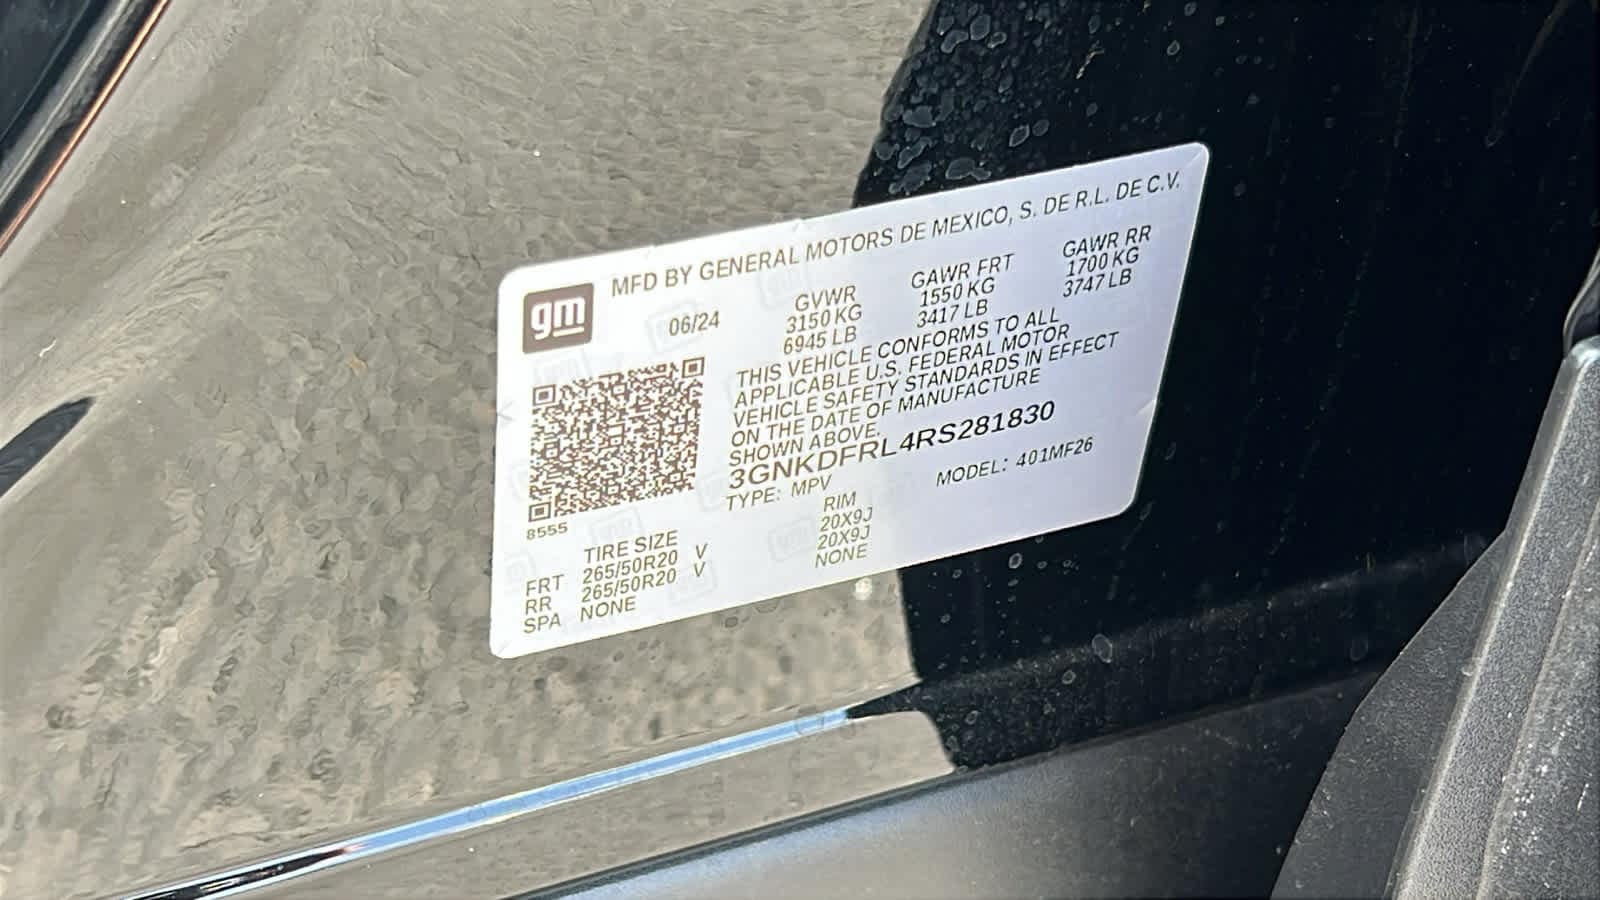 MFD BY GENERAL MOTORS DE MEXICO, S. DE R.L. DE C.V.
gm
06/24
GVWR
3150 KG
6945 LB
GAWR FRT
1550 KG
3417 LB
GAWR RR
1700 KG
3747 LB
THIS VEHICLE CONFORMS TO ALL
APPLICABLE U.S. FEDERAL MOTOR
VEHICLE SAFETY STANDARDS IN EFFECT
ON THE DATE OF MANUFACTURE
SHOWN ABOVE.
3GNKDFRL4RS281830
TYPE: MPV
MODEL: 401MF26
8555
TIRE SIZE RIM
FRT 265/50R20 V 20X9J
RR 265/50R20 V 20X9J
SPA NONE NONE